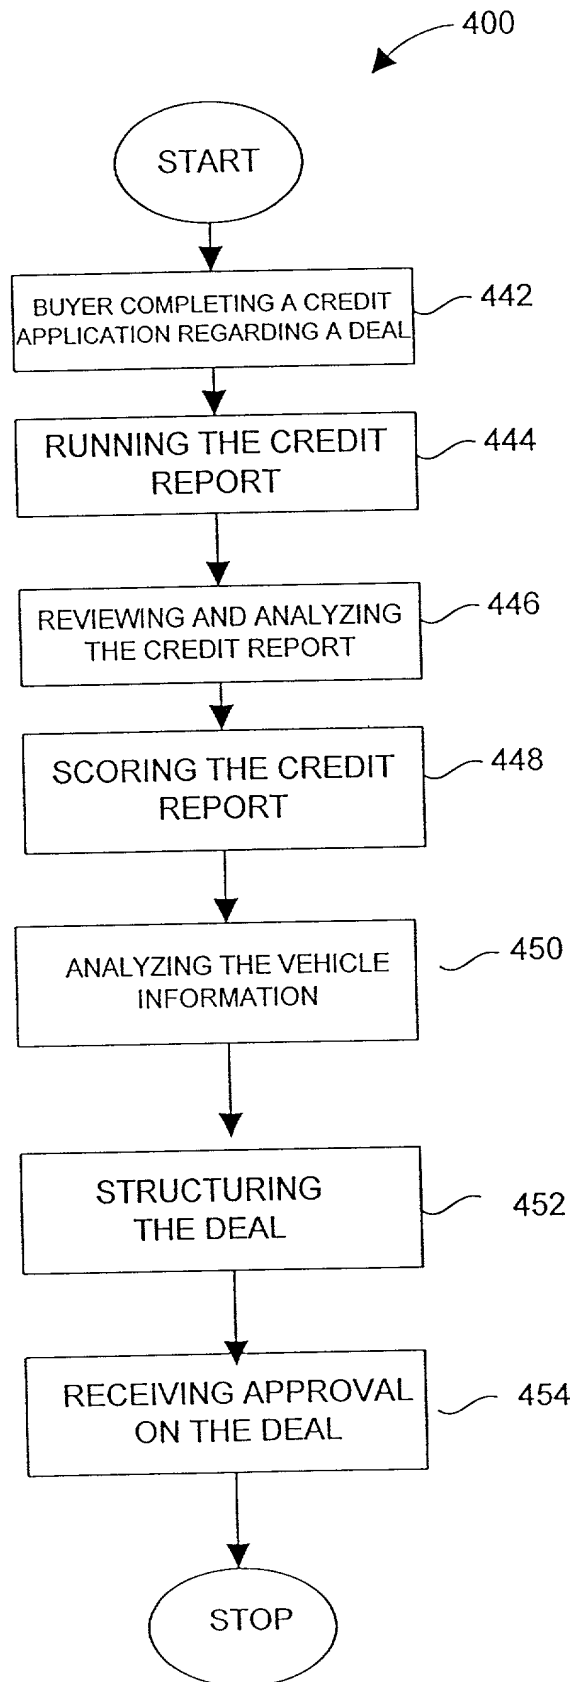 400
START
BUYER COMPLETING A CREDIT
APPLICATION REGARDING A DEAL
442
RUNNING THE CREDIT
REPORT
444
REVIEWING AND ANALYZING
THE CREDIT REPORT
446
SCORING THE CREDIT
REPORT
448
ANALYZING THE VEHICLE
INFORMATION
450
STRUCTURING
THE DEAL
452
RECEIVING APPROVAL
ON THE DEAL
454
STOP